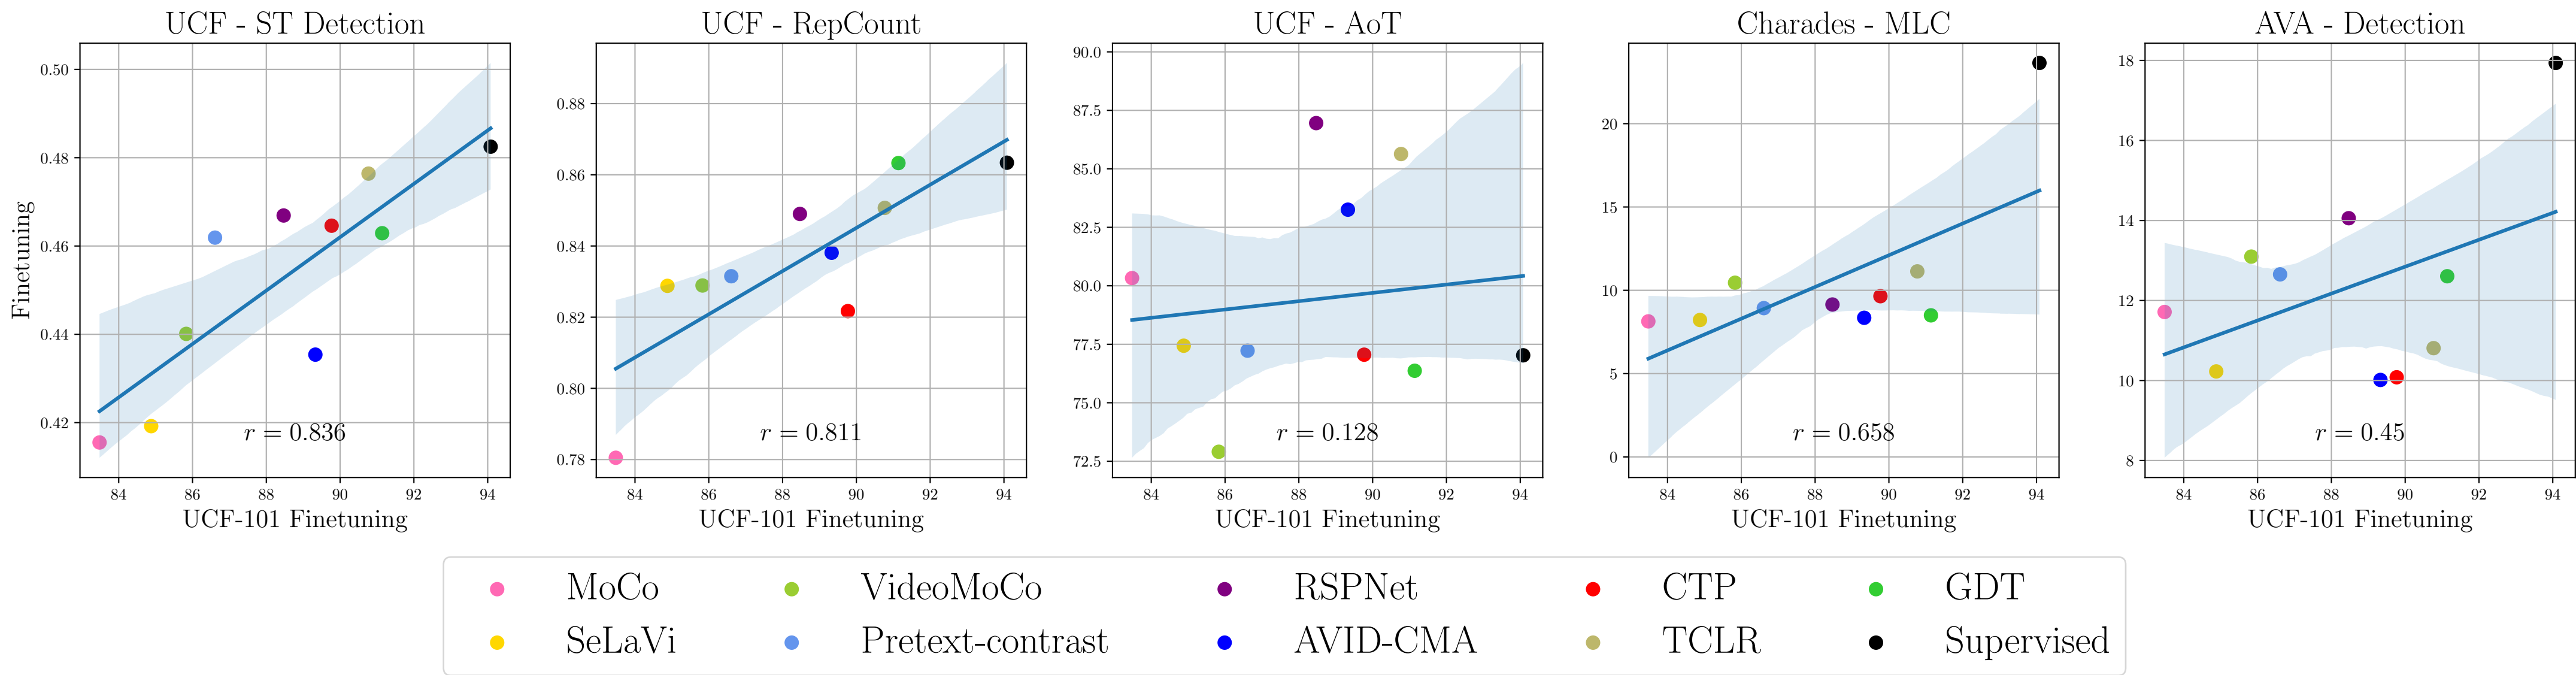 UCF - ST Detection
0.50
0.48
0.46
0.44
0.42
Finetuning
r = 0.836
84 86 88 90 92 94
UCF-101 Finetuning
UCF - RepCount
0.88
0.86
0.84
0.82
0.80
0.78
r = 0.811
84 86 88 90 92 94
UCF-101 Finetuning
UCF - AoT
90.0
87.5
85.0
82.5
80.0
77.5
75.0
72.5
r = 0.128
84 86 88 90 92 94
UCF-101 Finetuning
Charades - MLC
20
15
10
5
0
r = 0.658
84 86 88 90 92 94
UCF-101 Finetuning
AVA - Detection
18
16
14
12
10
8
r = 0.45
84 86 88 90 92 94
UCF-101 Finetuning
MoCo VideoMoCo RSPNet CTP GDT
SeLaVi Pretext-contrast AVID-CMA TCLR Supervised